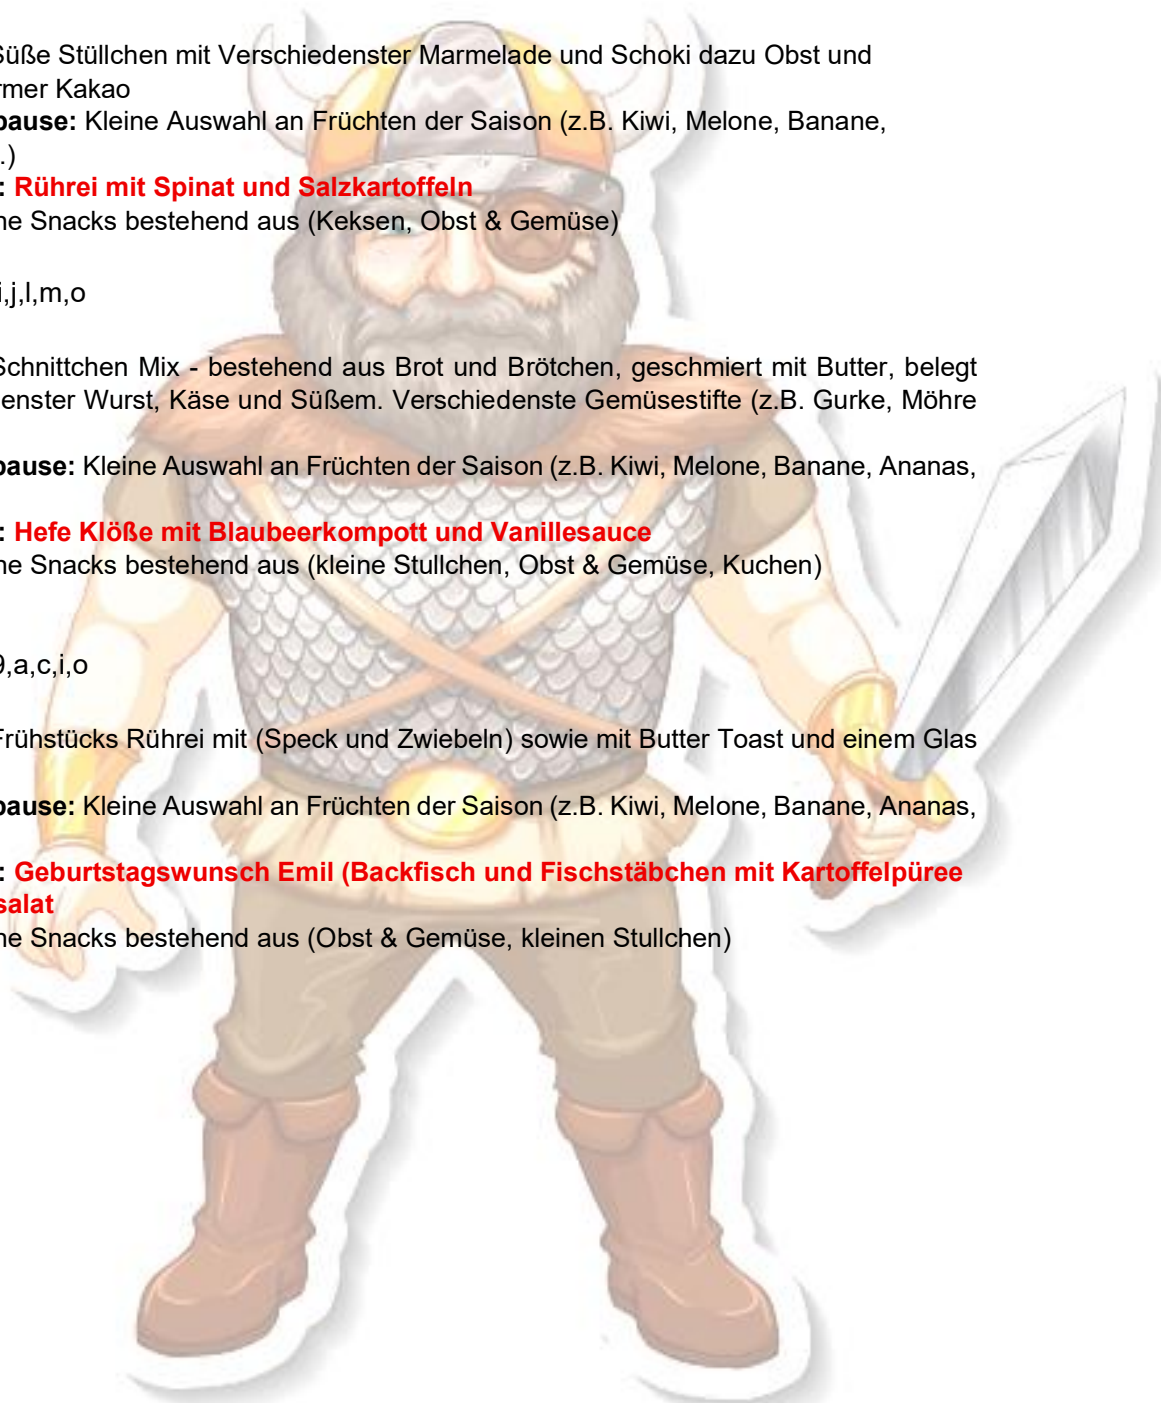 Süße Stüllchen mit Verschiedenster Marmelade und Schoki dazu Obst und
rmer Kakao
pause: Kleine Auswahl an Früchten der Saison (z.B. Kiwi, Melone, Banane,
.)
: Rührei mit Spinat und Salzkartoffeln
ne Snacks bestehend aus (Keksen, Obst & Gemüse)
i,j,l,m,o
Schnittchen Mix - bestehend aus Brot und Brötchen, geschmiert mit Butter, belegt
enster Wurst, Käse und Süßem. Verschiedenste Gemüsestifte (z.B. Gurke, Möhre
pause: Kleine Auswahl an Früchten der Saison (z.B. Kiwi, Melone, Banane, Ananas,
: Hefe Klöße mit Blaubeerkompott und Vanillesauce
ne Snacks bestehend aus (kleine Stullchen, Obst & Gemüse, Kuchen)
9,a,c,i,o
Frühstücks Rührei mit (Speck und Zwiebeln) sowie mit Butter Toast und einem Glas
pause: Kleine Auswahl an Früchten der Saison (z.B. Kiwi, Melone, Banane, Ananas,
: Geburtstagswunsch Emil (Backfisch und Fischstäbchen mit Kartoffelpüree
salat
ne Snacks bestehend aus (Obst & Gemüse, kleinen Stullchen)